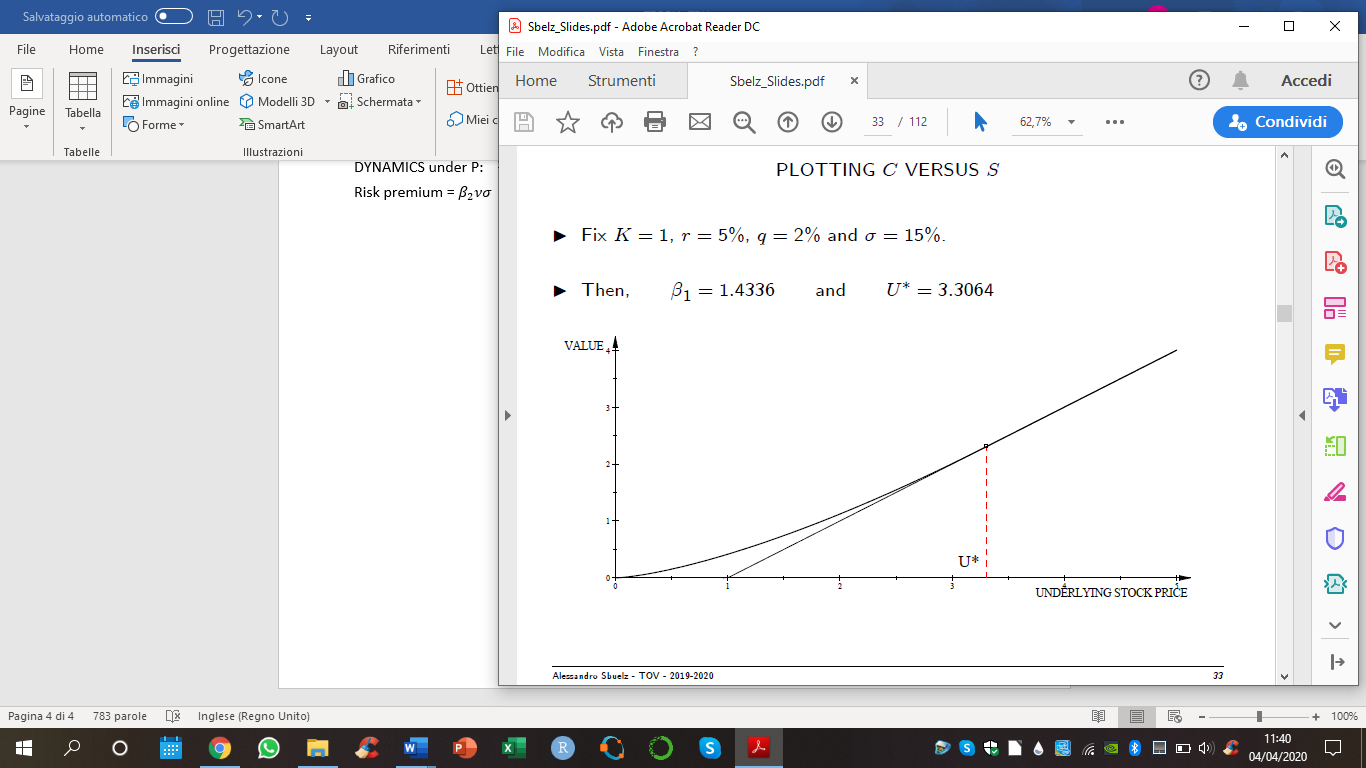 Salvataggio automatico
Sbelz_Slides.pdf - Adobe Acrobat Reader DC
File Modifica Vista Finestra ?
File Home Inserisci Progettazione Layout Riferimenti Lett
Home Strumenti Sbelz_Slides.pdf × Accedi
Pagine
Tabella
Tabelle
Immagini
Immagini online
Forme
Icone
Modelli 3D
SmartArt
Grafico
Schermata
Illustrazioni
Ottien
Miei c
33 / 112
62,7%
Condividi
DYNAMICS under P:
Risk premium = β₂νσ
PLOTTING C VERSUS S
► Fix K = 1, r = 5%, q = 2% and σ = 15%.
► Then, β₁ = 1.4336 and U* = 3.3064
VALUE
4
3
2
1
0
U*
0 1 2 3 4 5
UNDERLYING STOCK PRICE
Alessandro Sbuelz - TOV - 2019-2020 33
Pagina 4 di 4 783 parole Inglese (Regno Unito) 100%
11:40
04/04/2020